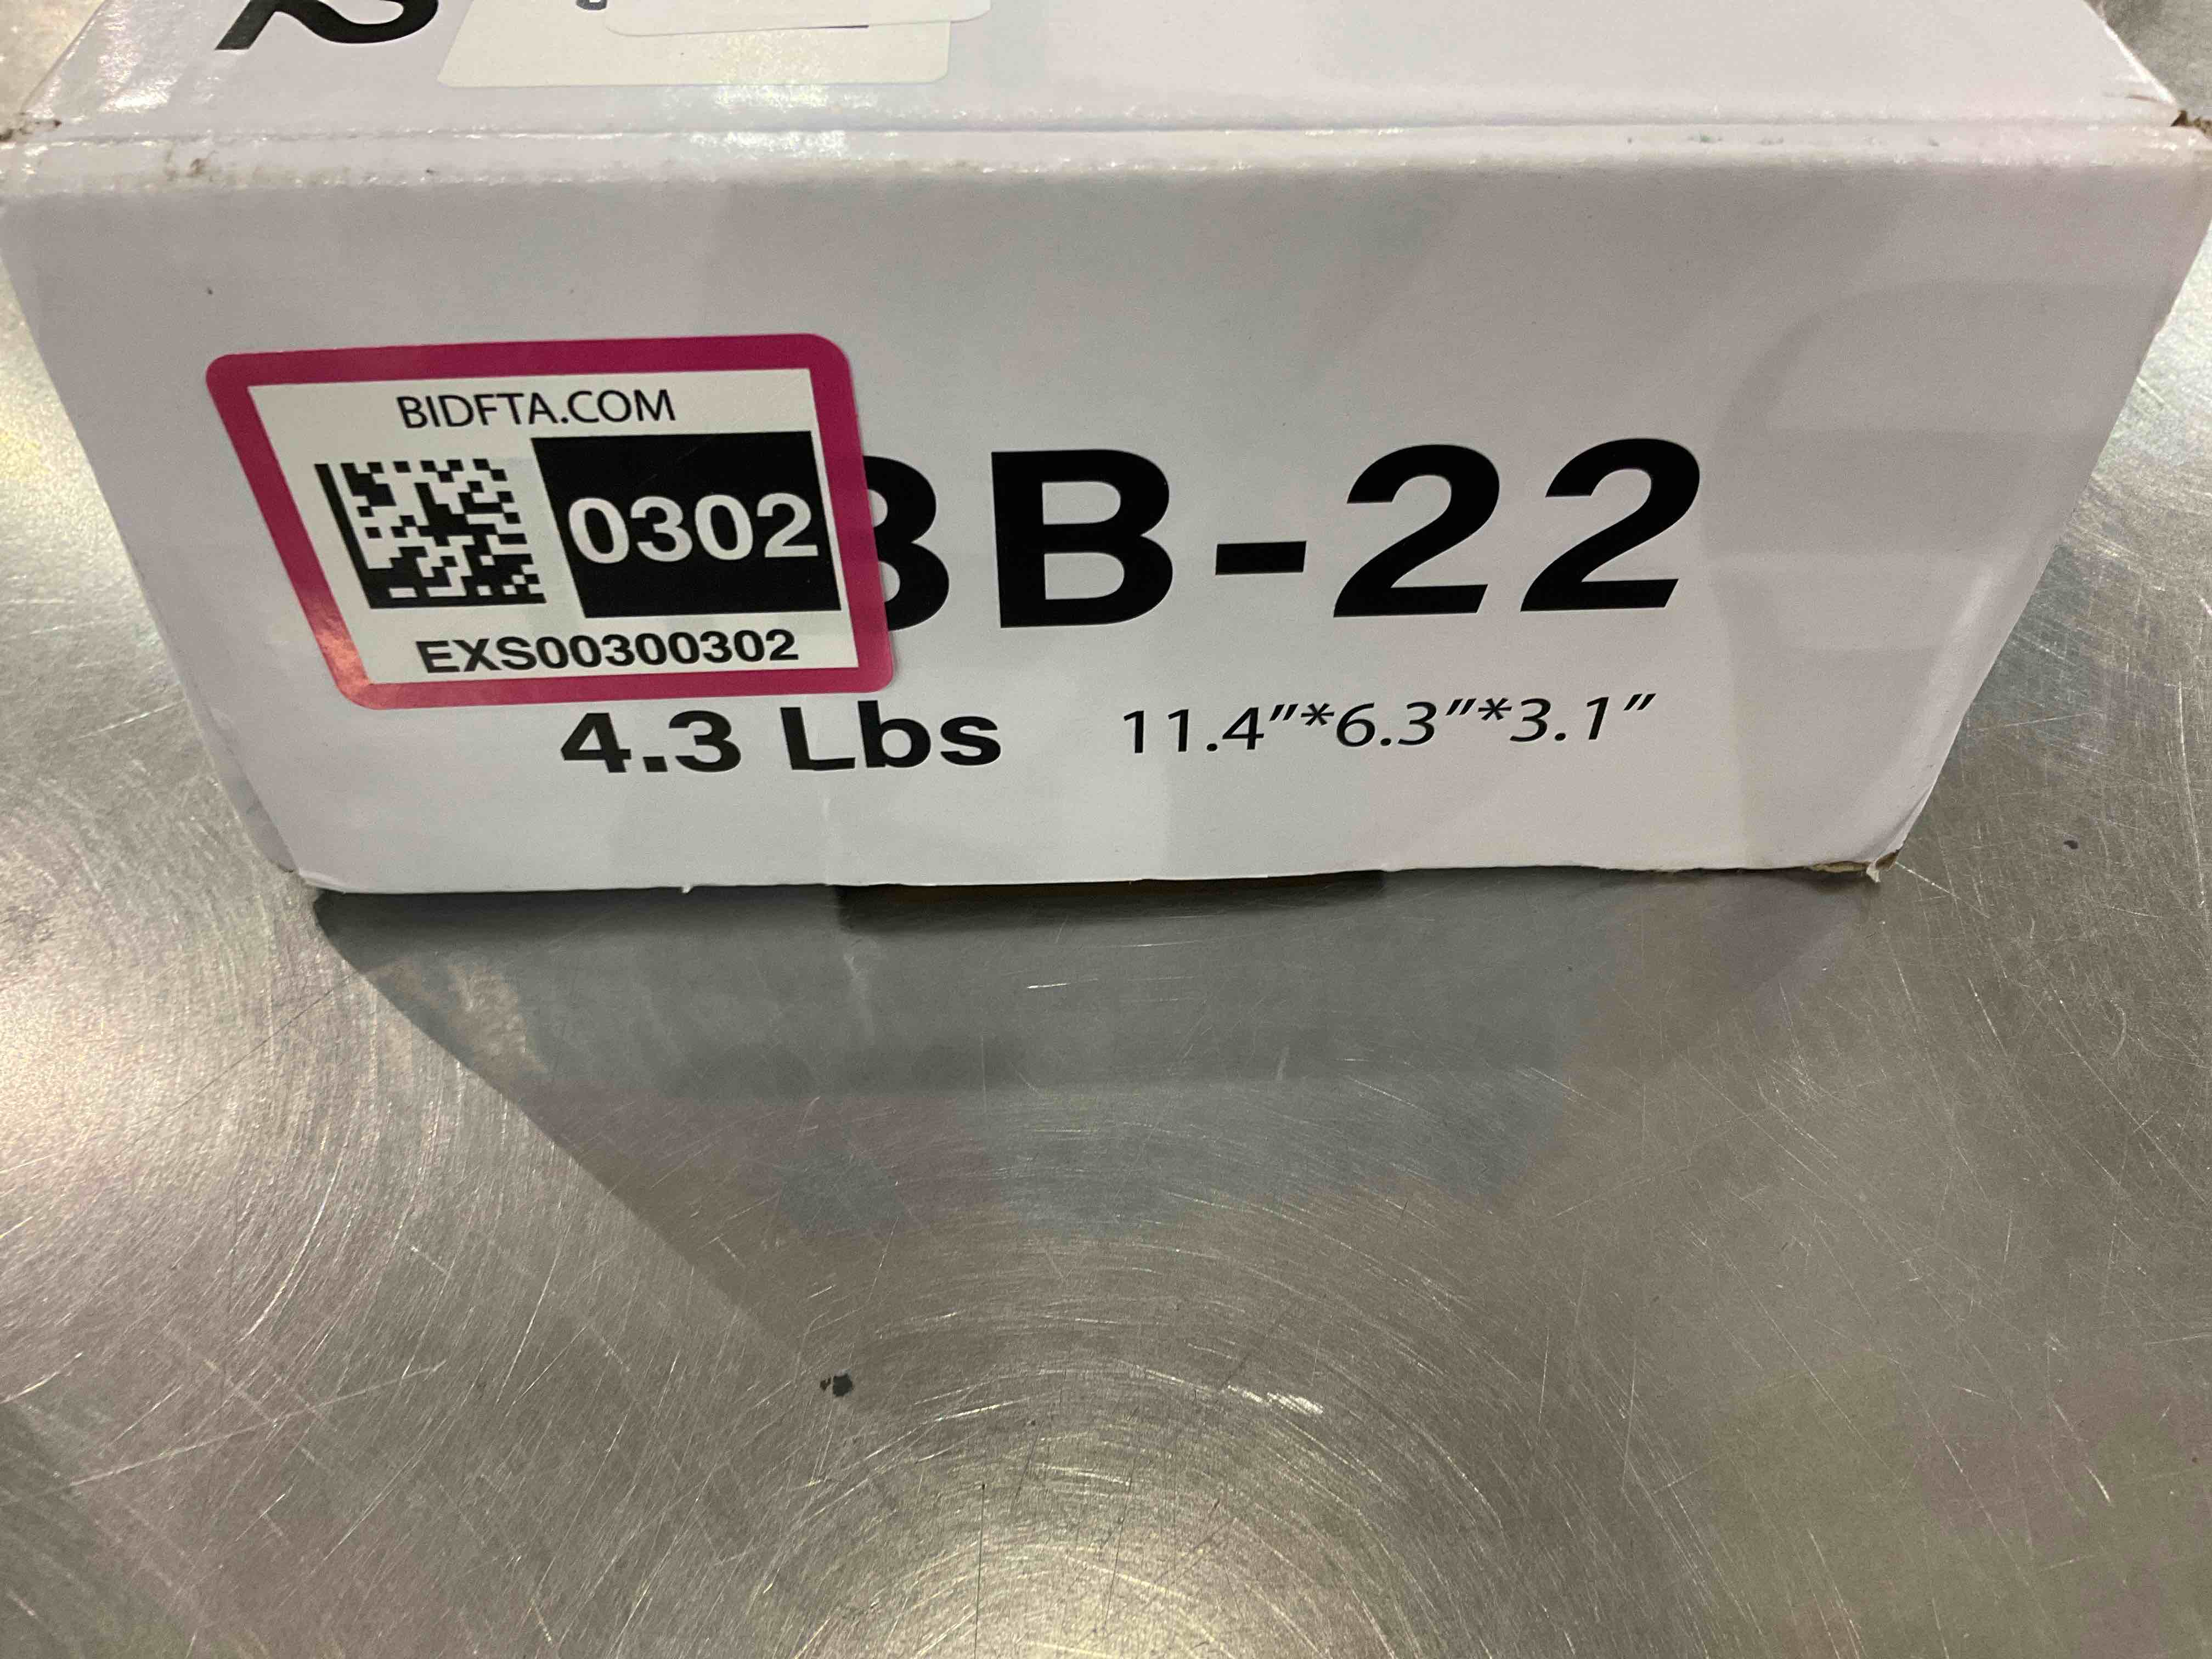 BIDFTA.COM
0302
EXS00300302
BB-22
4.3 Lbs
11.4"*6.3"*3.1"